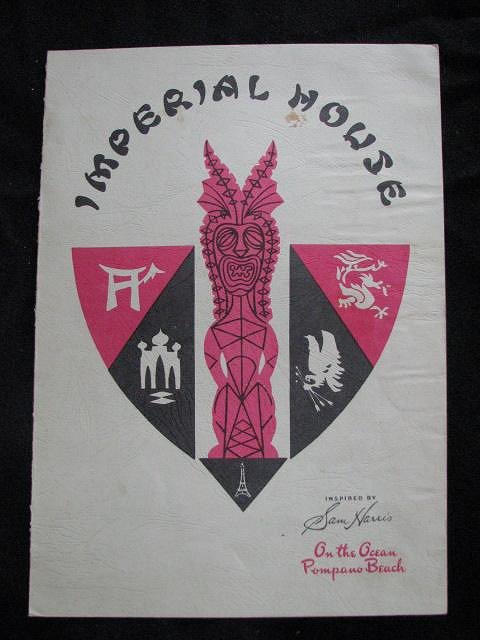 IMPERIAL HOUSE
INSPIRED BY
Sam Harris
On the Ocean
Pompano Beach